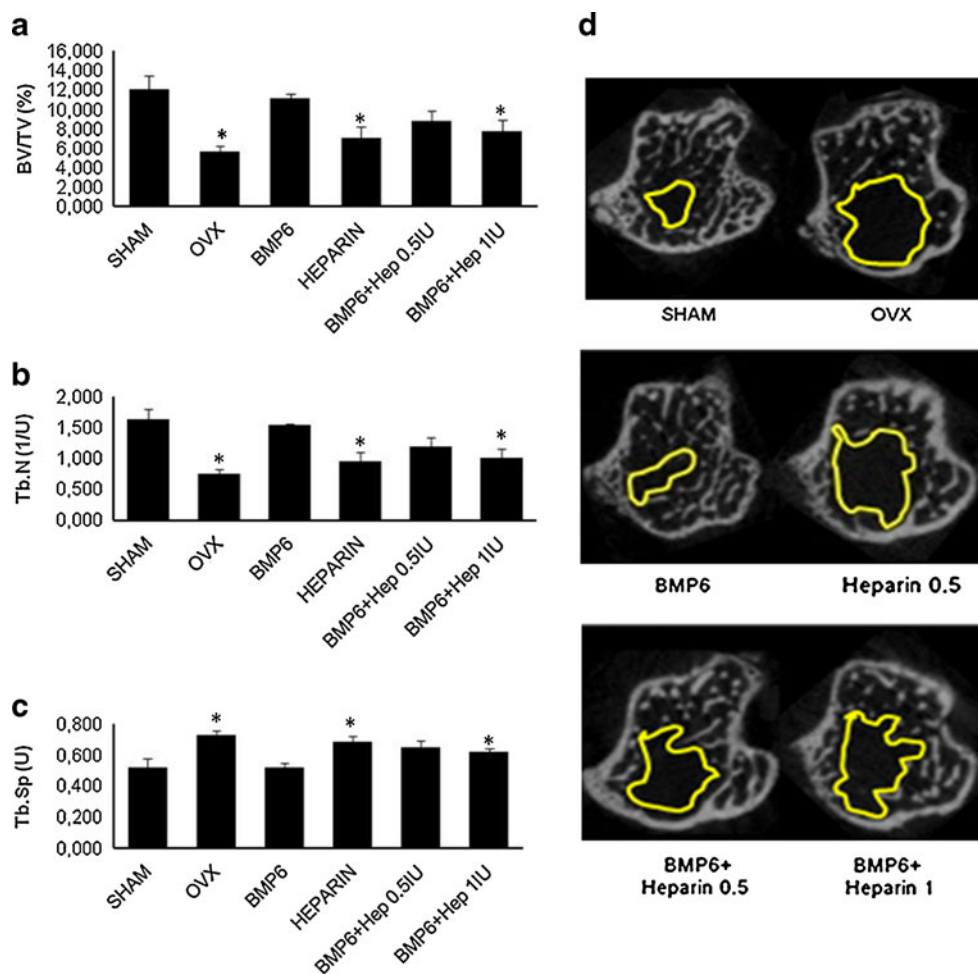 a
BV/TV (%)
16,000
14,000
12,000
10,000
8,000
6,000
4,000
2,000
0,000
*
*
*
SHAM
OVX
BMP6
HEPARIN
BMP6+Hep 0.5IU
BMP6+Hep 1IU
b
Tb.N (1/U)
2,000
1,500
1,000
0,500
0,000
*
*
*
SHAM
OVX
BMP6
HEPARIN
BMP6+Hep 0.5IU
BMP6+Hep 1IU
c
Tb.Sp (U)
0,800
0,600
0,400
0,200
0,000
*
*
*
SHAM
OVX
BMP6
HEPARIN
BMP6+Hep 0.5IU
BMP6+Hep 1IU
d
SHAM
OVX
BMP6
Heparin 0.5
BMP6+
Heparin 0.5
BMP6+
Heparin 1